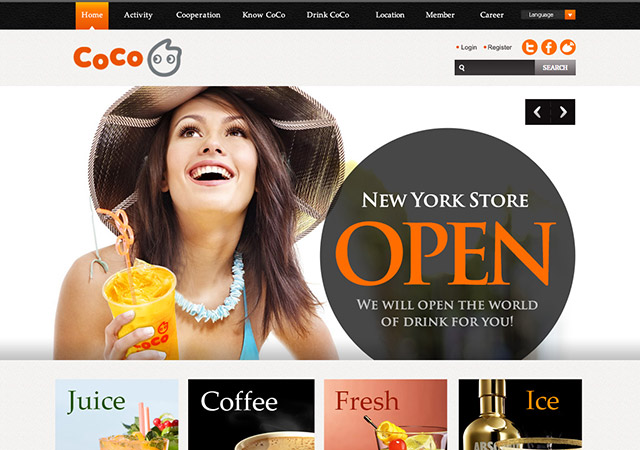 Home Activity Cooperation Know CoCo Drink CoCo Location Member Career Language
CoCo
Login Register
SEARCH
NEW YORK STORE
OPEN
WE WILL OPEN THE WORLD
OF DRINK FOR YOU!
CoCo
Juice Coffee Fresh Ice
ABSOL